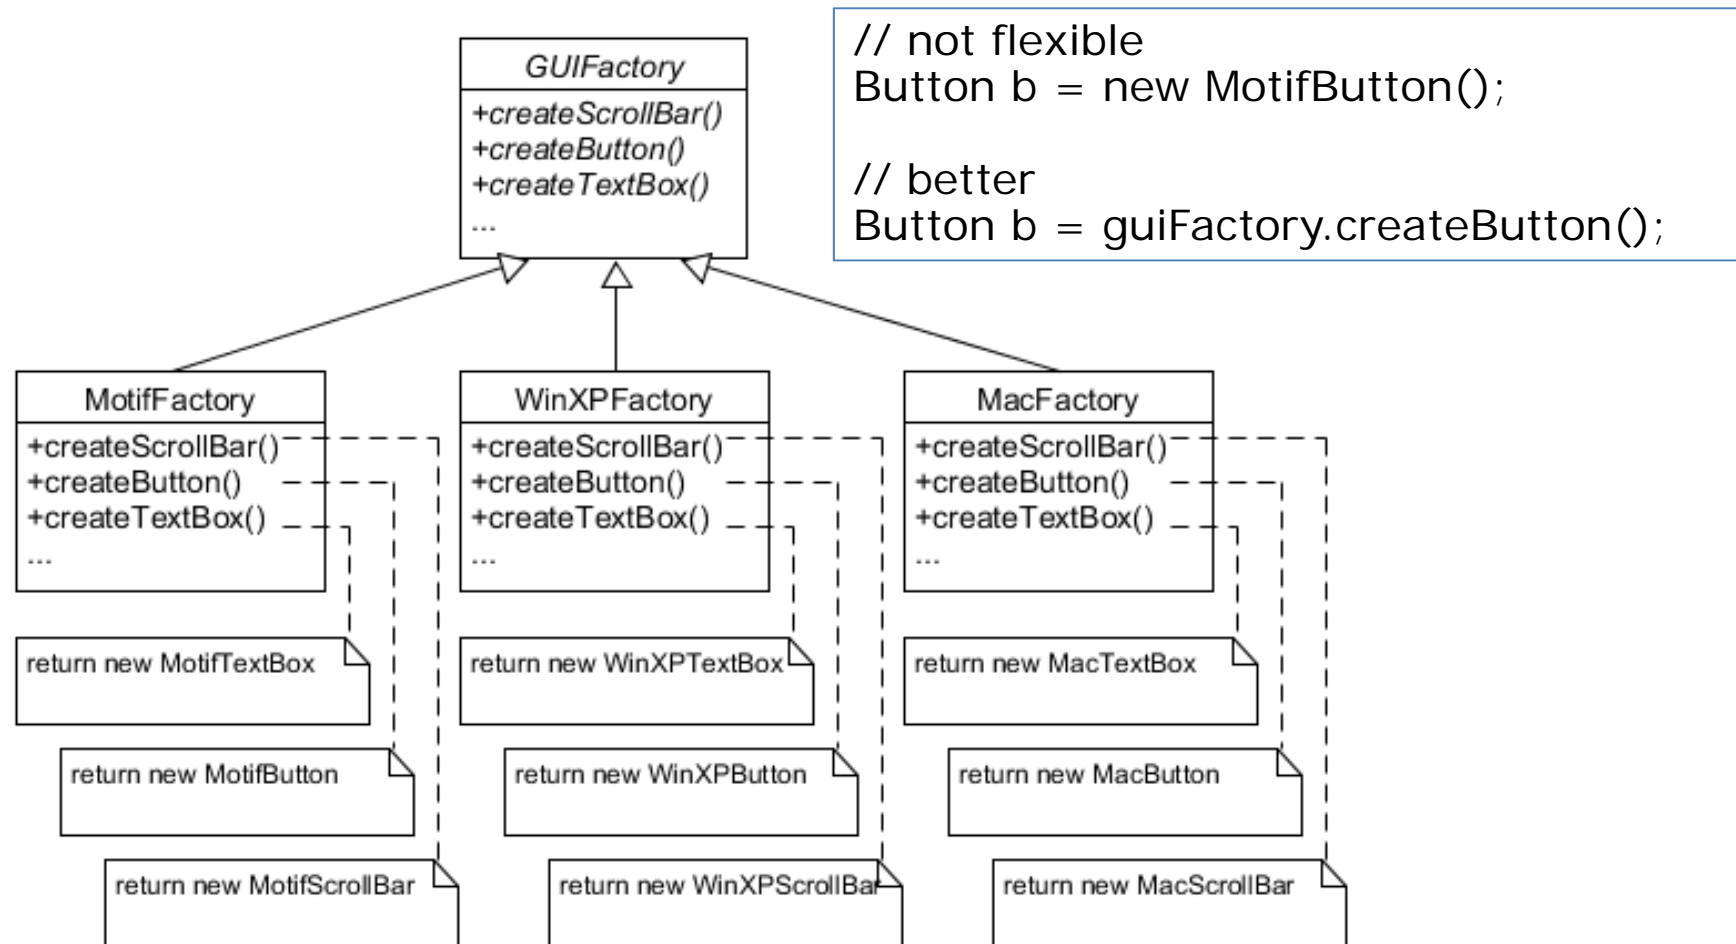 GUIFactory
+createScrollBar()
+createButton()
+createTextBox()
...
// not flexible
Button b = new MotifButton();
// better
Button b = guiFactory.createButton();
MotifFactory
+createScrollBar()
+createButton()
+createTextBox()
...
return new MotifTextBox
return new MotifButton
return new MotifScrollBar
WinXPFactory
+createScrollBar()
+createButton()
+createTextBox()
...
return new WinXPTextBox
return new WinXPButton
return new WinXPScrollBar
MacFactory
+createScrollBar()
+createButton()
+createTextBox()
...
return new MacTextBox
return new MacButton
return new MacScrollBar